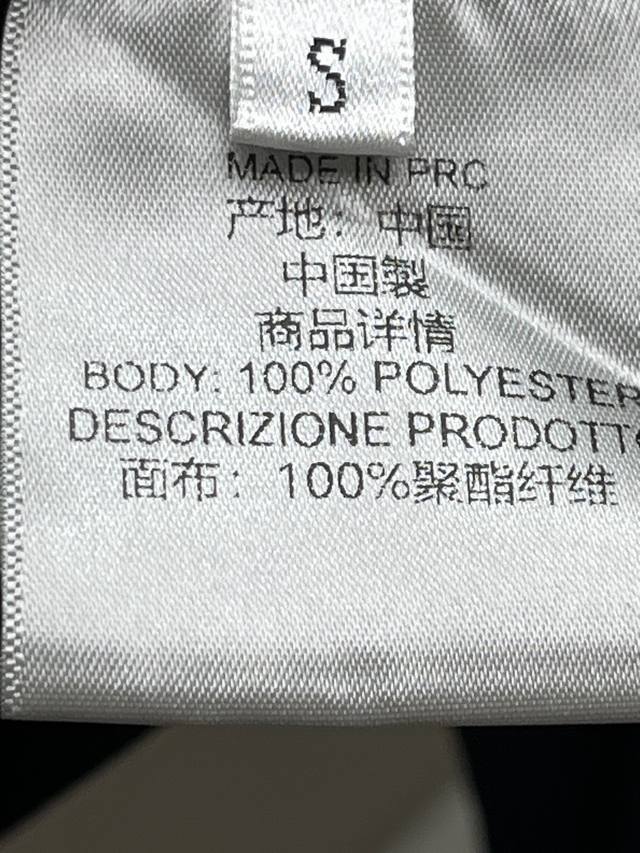 S
MADE IN PRC
产地：中国
中国製
商品详情
BODY: 100% POLYESTER
DESCRIZIONE PRODOTTO
面布：100%聚酯纤维